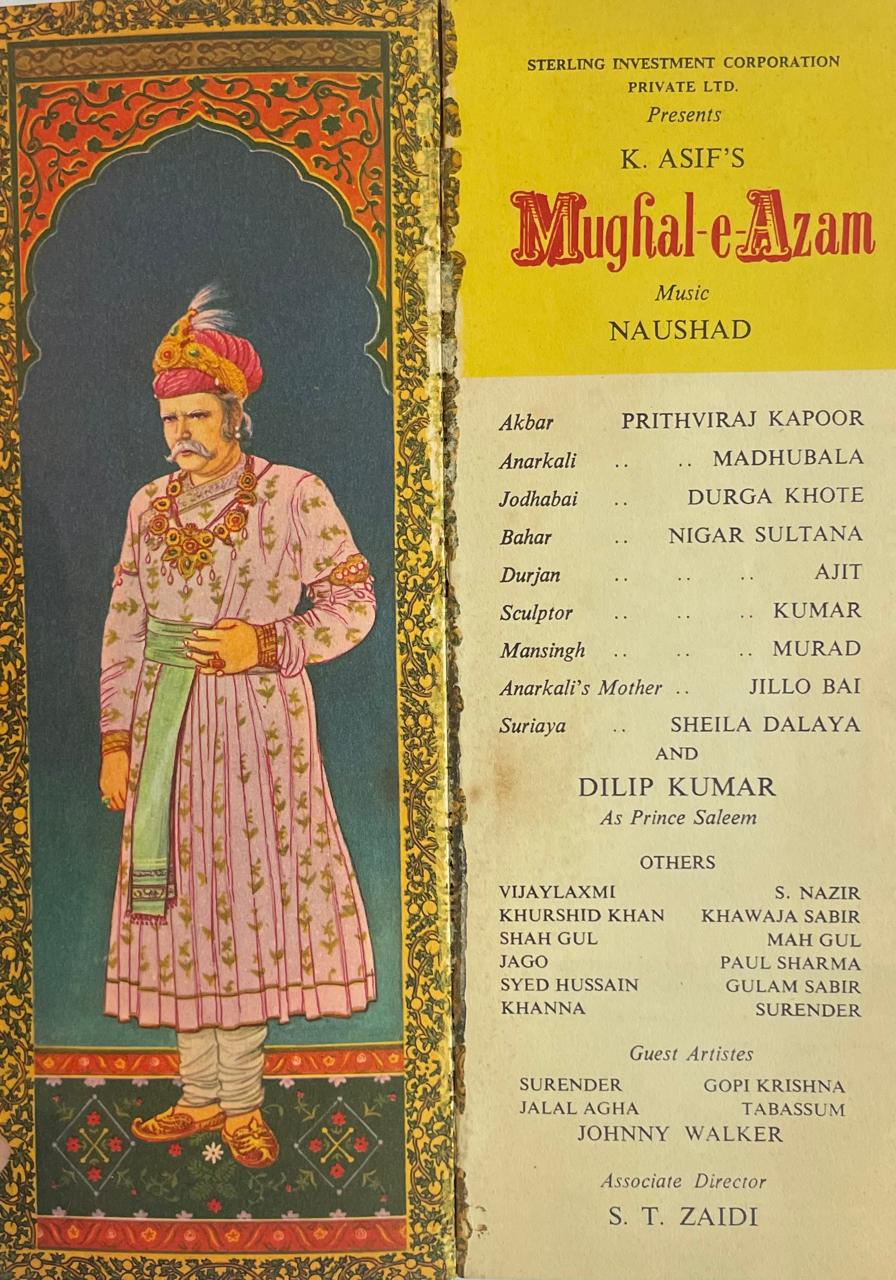 STERLING INVESTMENT CORPORATION
PRIVATE LTD.
Presents
K. ASIF'S
Mughal-e-Azam
Music
NAUSHAD
Akbar PRITHVIRAJ KAPOOR
Anarkali .. .. MADHUBALA
Jodhabai .. DURGA KHOTE
Bahar .. NIGAR SULTANA
Durjan .. .. .. AJIT
Sculptor .. .. .. KUMAR
Mansingh .. .. .. MURAD
Anarkali's Mother .. JILLO BAI
Suriaya .. SHEILA DALAYA
AND
DILIP KUMAR
As Prince Saleem
OTHERS
VIJAYLAXMI S. NAZIR
KHURSHID KHAN KHAWAJA SABIR
SHAH GUL MAH GUL
JAGO PAUL SHARMA
SYED HUSSAIN GULAM SABIR
KHANNA SURENDER
Guest Artistes
SURENDER GOPI KRISHNA
JALAL AGHA TABASSUM
JOHNNY WALKER
Associate Director
S. T. ZAIDI